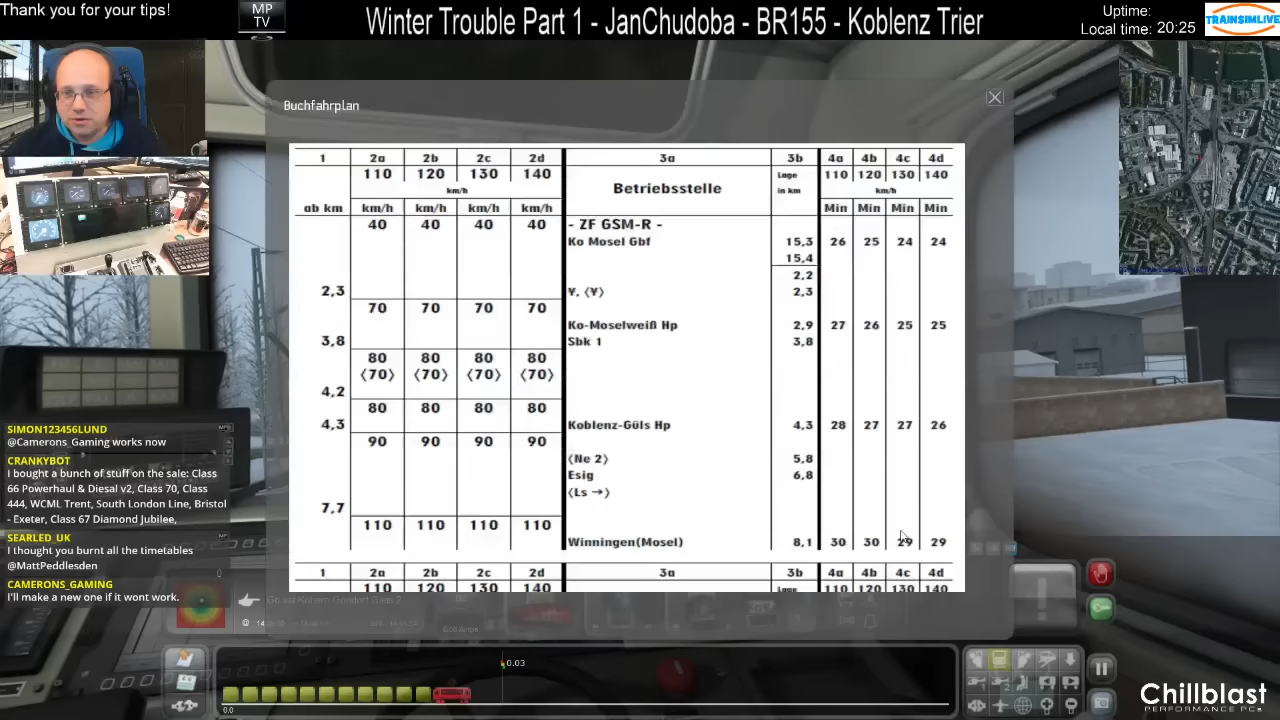 Thank you for your tips!
MP
TV
Winter Trouble Part 1 - JanChudoba - BR155 - Koblenz Trier
Uptime:
Local time: 20:25
TRAINSIMLIVE
Buchfahrplan
1 2a 2b 2c 2d 3a 3b 4a 4b 4c 4d
110 120 130 140 Betriebsstelle Lage in km 110 120 130 140
km/h km/h
ab km km/h km/h km/h km/h Min Min Min Min
40 40 40 40 - ZF GSM-R -
Ko Mosel Gbf 15,3 26 25 24 24
15,4
2,2
2,3 ¥, ⟨¥⟩ 2,3
70 70 70 70
Ko-Moselweiß Hp 2,9 27 26 25 25
3,8 Sbk 1 3,8
80 80 80 80
⟨70⟩ ⟨70⟩ ⟨70⟩ ⟨70⟩
4,2
80 80 80 80
4,3 Koblenz-Güls Hp 4,3 28 27 27 26
90 90 90 90
⟨Ne 2⟩ 5,8
Esig 6,8
⟨Ls →⟩
7,7
110 110 110 110
Winningen(Mosel) 8,1 30 30 29 29
1 2a 2b 2c 2d 3a 3b 4a 4b 4c 4d
110 120 130 140 Lage 110 120 130 140
SIMON123456LUND
@Camerons_Gaming works now
CRANKYBOT
I bought a bunch of stuff on the sale: Class
66 Powerhaul & Diesal v2, Class 70, Class
444, WCML Trent, South London Line, Bristol
- Exeter, Class 67 Diamond Jubilee,
SEARLED_UK
I thought you burnt all the timetables
@MattPeddlesden
CAMERONS_GAMING
I'll make a new one if it wont work.
0
0.03
0.0
Chillblast
PERFORMANCE PCs